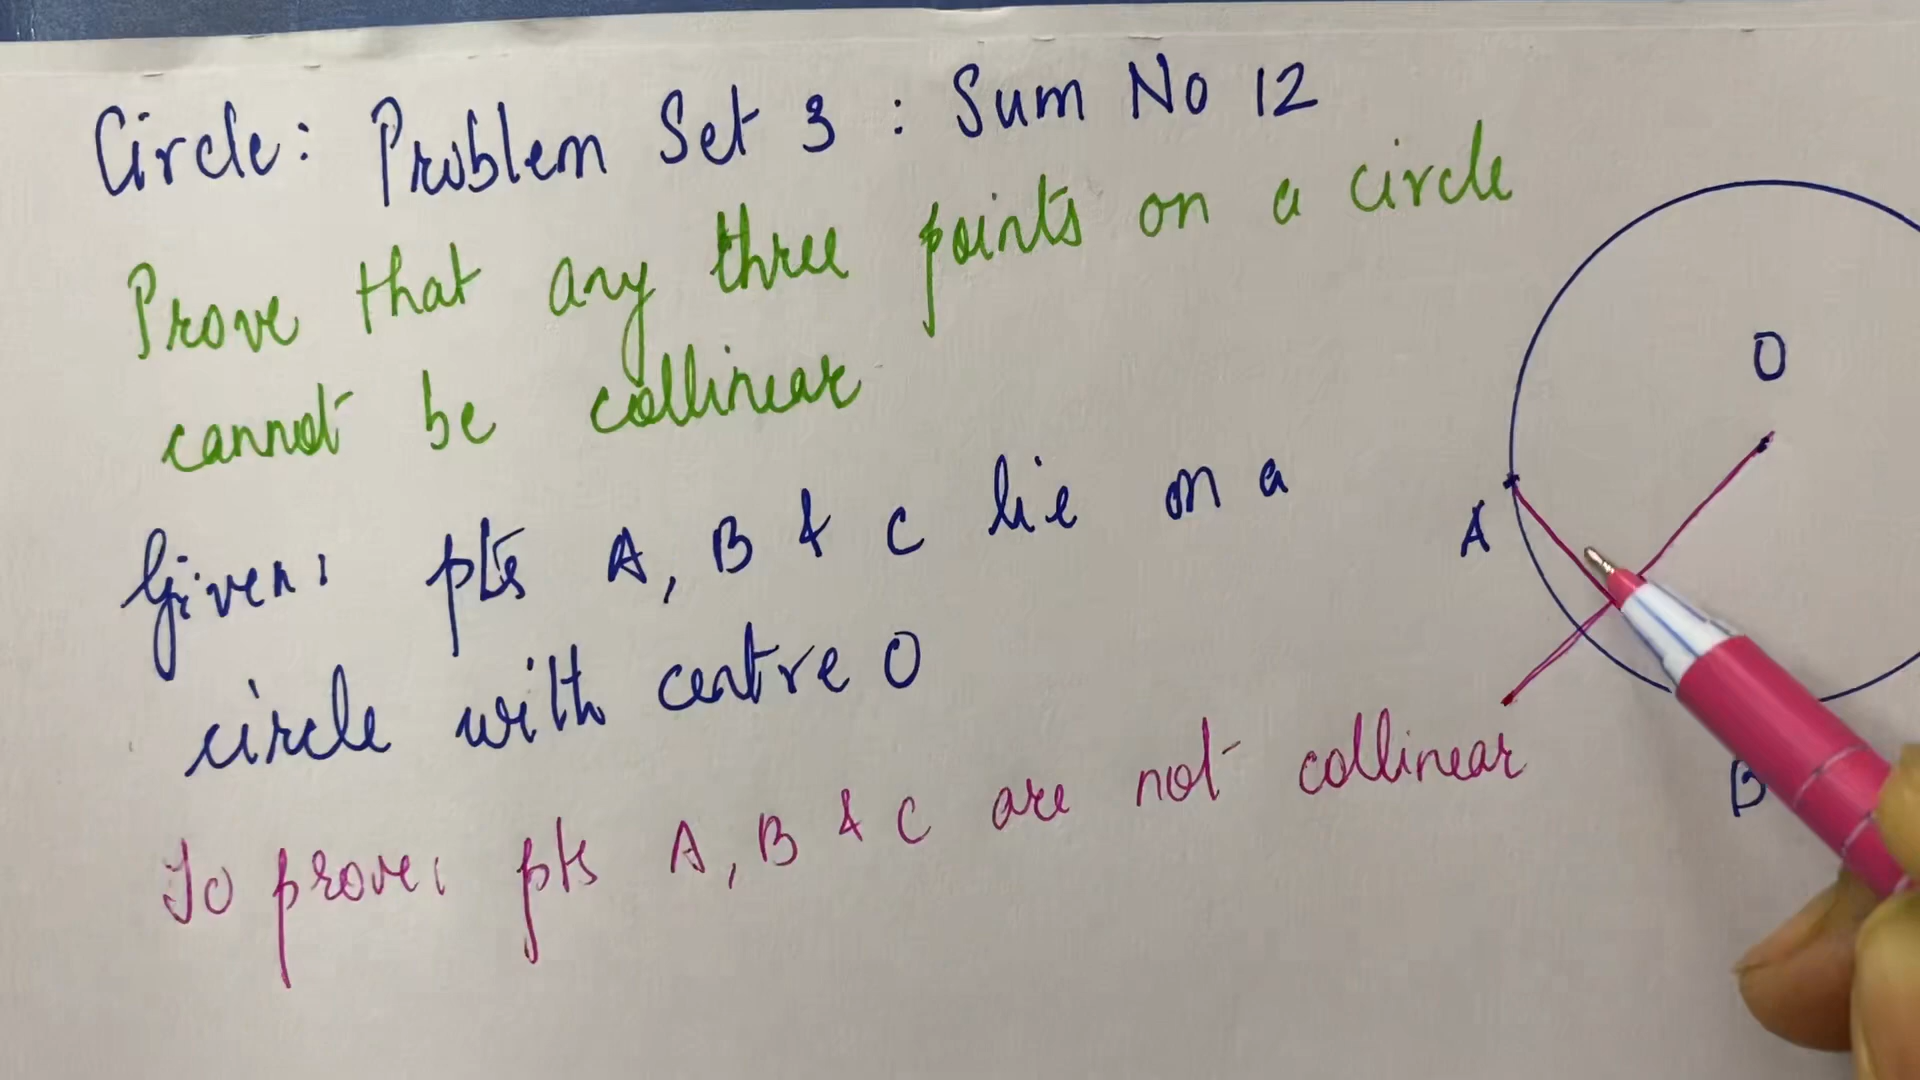 Circle: Problem Set 3 : Sum No 12
Prove that any three points on a circle
cannot be collinear
Given: pts A, B & C lie on a
circle with centre O
To prove: pts A, B & C are not collinear
O
A
B